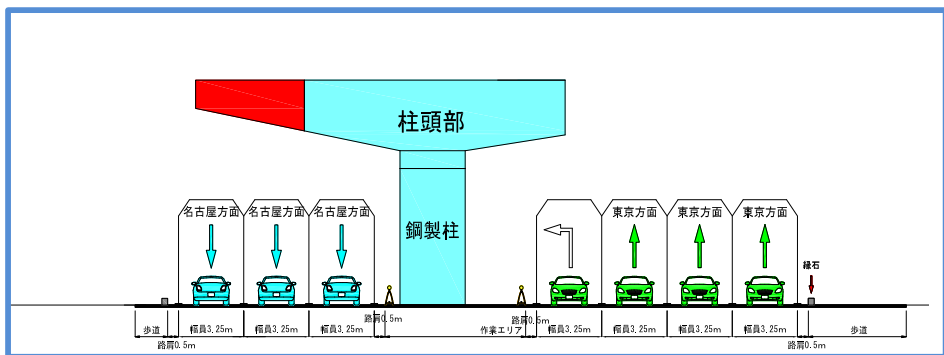 柱頭部
名古屋方面
名古屋方面
名古屋方面
鋼製柱
東京方面
東京方面
東京方面
縁石
路肩0.5m
路肩0.5m
歩道
幅員3.25m
幅員3.25m
幅員3.25m
作業エリア
幅員3.25m
幅員3.25m
幅員3.25m
幅員3.25m
歩道
路肩0.5m
路肩0.5m